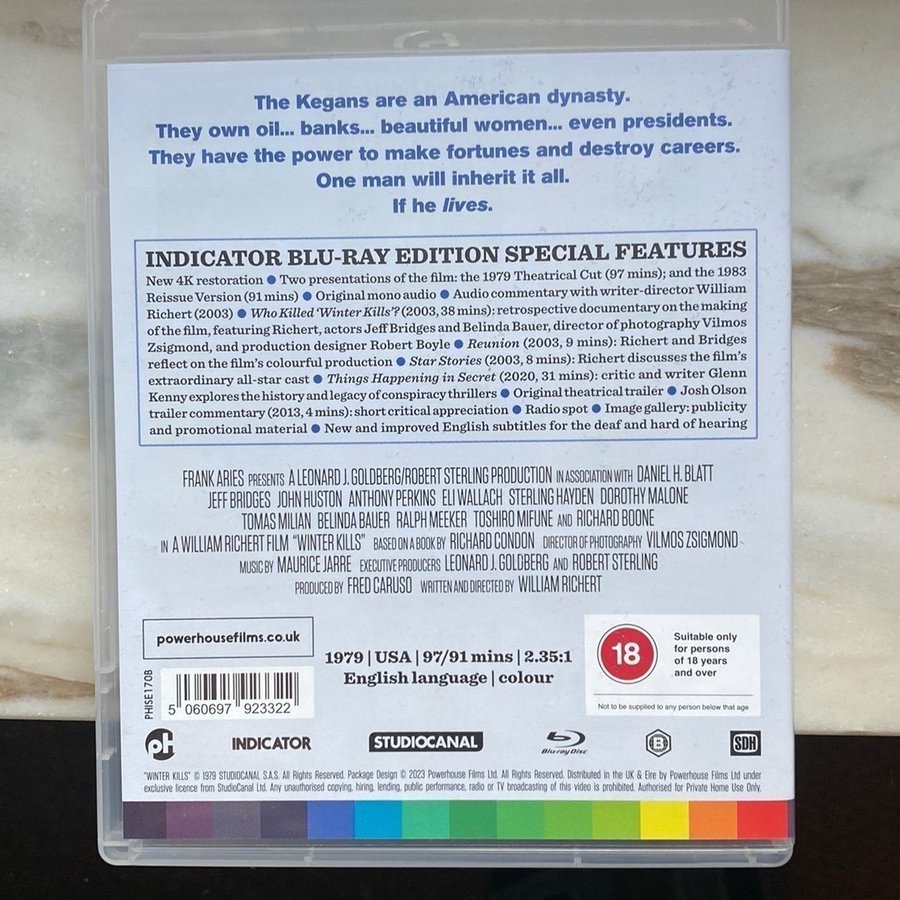 The Kegans are an American dynasty.
They own oil... banks... beautiful women... even presidents.
They have the power to make fortunes and destroy careers.
One man will inherit it all.
If he lives.
INDICATOR BLU-RAY EDITION SPECIAL FEATURES
New 4K restoration ● Two presentations of the film: the 1979 Theatrical Cut (97 mins); and the 1983
Reissue Version (91 mins) ● Original mono audio ● Audio commentary with writer-director William
Richert (2003) ● Who Killed ‘Winter Kills’? (2003, 38 mins): retrospective documentary on the making
of the film, featuring Richert, actors Jeff Bridges and Belinda Bauer, director of photography Vilmos
Zsigmond, and production designer Robert Boyle ● Reunion (2003, 9 mins): Richert and Bridges
reflect on the film’s colourful production ● Star Stories (2003, 8 mins): Richert discusses the film’s
extraordinary all-star cast ● Things Happening in Secret (2020, 31 mins): critic and writer Glenn
Kenny explores the history and legacy of conspiracy thrillers ● Original theatrical trailer ● Josh Olson
trailer commentary (2013, 4 mins): short critical appreciation ● Radio spot ● Image gallery: publicity
and promotional material ● New and improved English subtitles for the deaf and hard of hearing
FRANK ARIES PRESENTS A LEONARD J. GOLDBERG/ROBERT STERLING PRODUCTION IN ASSOCIATION WITH DANIEL H. BLATT
JEFF BRIDGES JOHN HUSTON ANTHONY PERKINS ELI WALLACH STERLING HAYDEN DOROTHY MALONE
TOMAS MILIAN BELINDA BAUER RALPH MEEKER TOSHIRO MIFUNE AND RICHARD BOONE
IN A WILLIAM RICHERT FILM “WINTER KILLS” BASED ON A BOOK BY RICHARD CONDON DIRECTOR OF PHOTOGRAPHY VILMOS ZSIGMOND
MUSIC BY MAURICE JARRE EXECUTIVE PRODUCERS LEONARD J. GOLDBERG AND ROBERT STERLING
PRODUCED BY FRED CARUSO WRITTEN AND DIRECTED BY WILLIAM RICHERT
powerhousefilms.co.uk
PHISE170B
5 060697 923322
1979 | USA | 97/91 mins | 2.35:1
English language | colour
18
Suitable only
for persons
of 18 years
and over
Not to be supplied to any person below that age
ph
INDICATOR
STUDIOCANAL
Blu-ray Disc
B
SDH
“WINTER KILLS” © 1979 STUDIOCANAL S.A.S. All Rights Reserved. Package Design © 2023 Powerhouse Films Ltd. All Rights Reserved. Distributed in the UK & Eire by Powerhouse Films Ltd under
exclusive licence from StudioCanal Ltd. Any unauthorised copying, hiring, lending, public performance, radio or TV broadcasting of this video is prohibited. Authorised for Private Home Use Only.